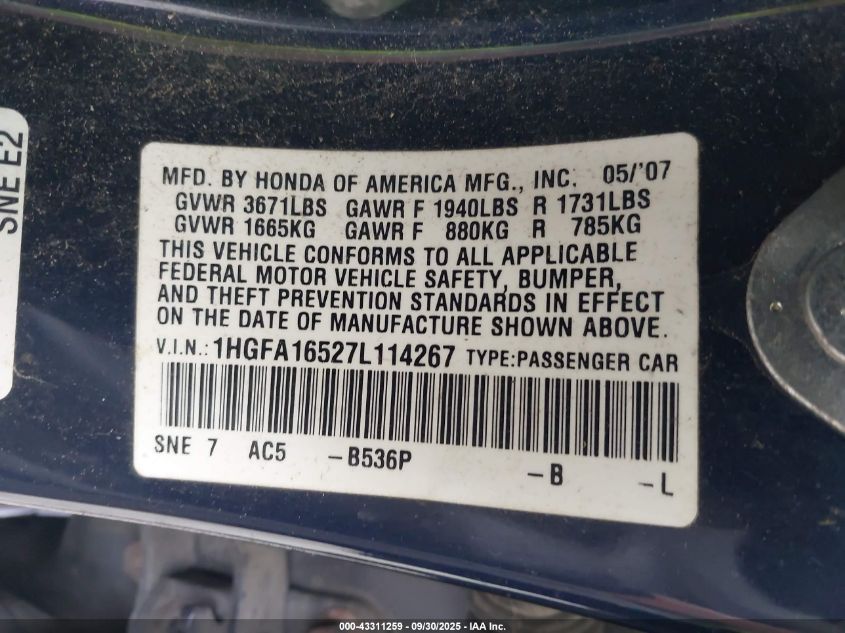 SNE E2
MFD. BY HONDA OF AMERICA MFG., INC. 05/'07
GVWR 3671LBS GAWR F 1940LBS R 1731LBS
GVWR 1665KG GAWR F 880KG R 785KG
THIS VEHICLE CONFORMS TO ALL APPLICABLE
FEDERAL MOTOR VEHICLE SAFETY, BUMPER,
AND THEFT PREVENTION STANDARDS IN EFFECT
ON THE DATE OF MANUFACTURE SHOWN ABOVE.
V.I.N.: 1HGFA16527L114267 TYPE:PASSENGER CAR
SNE 7 AC5 -B536P -B -L
000-43311259 - 09/30/2025 - IAA Inc.